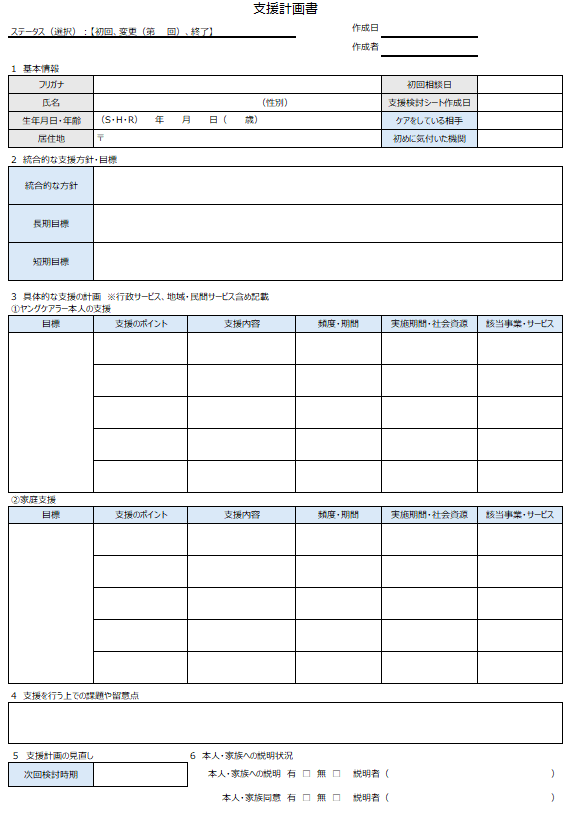 支援計画書
ステータス（選択）：【初回、変更（第　回）、終了】
作成日
作成者
1 基本情報
フリガナ 初回相談日
氏名 （性別） 支援検討シート作成日
生年月日・年齢 （S・H・R） 年 月 日（ 歳） ケアをしている相手
居住地 〒 初めに気付いた機関
2 統合的な支援方針・目標
統合的な方針
長期目標
短期目標
3 具体的な支援の計画 ※行政サービス、地域・民間サービス含め記載
①ヤングケアラー本人の支援
目標 支援のポイント 支援内容 頻度・期間 実施期間・社会資源 該当事業・サービス
②家庭支援
目標 支援のポイント 支援内容 頻度・期間 実施期間・社会資源 該当事業・サービス
4 支援を行う上での課題や留意点
5 支援計画の見直し 6 本人・家族への説明状況
次回検討時期 本人・家族への説明 有 □ 無 □ 説明者（ ）
本人・家族同意 有 □ 無 □ 説明者（ ）